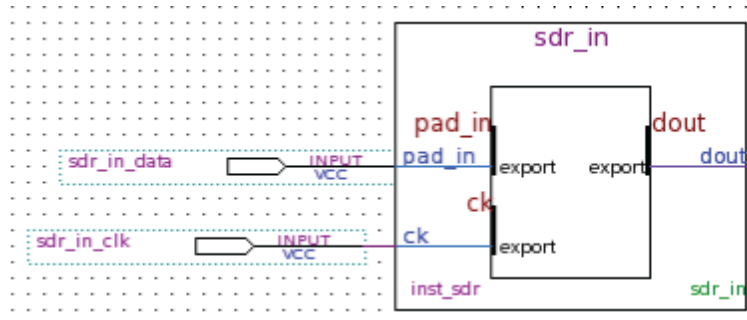 sdr_in
pad_in
dout
sdr_in_data
INPUT
VCC
pad_in
export
export
dout
ck
sdr_in_clk
INPUT
VCC
ck
export
inst_sdr
sdr_in